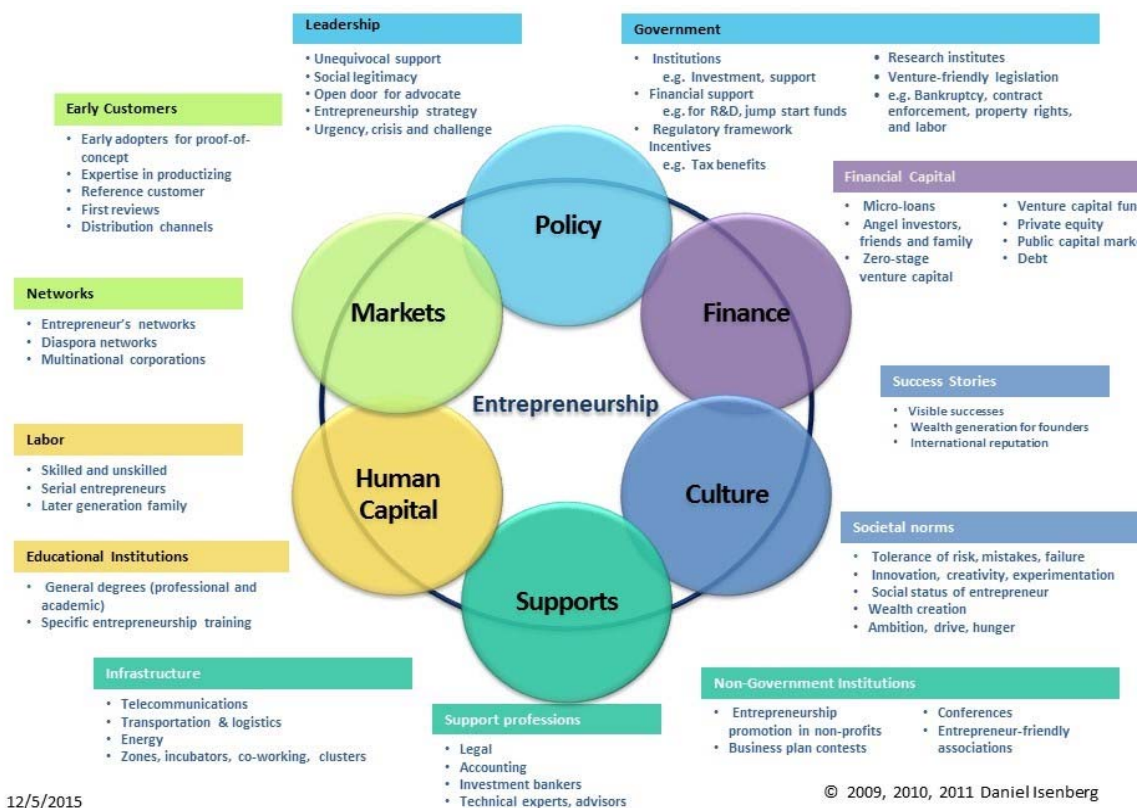 Leadership
• Unequivocal support
• Social legitimacy
• Open door for advocate
• Entrepreneurship strategy
• Urgency, crisis and challenge
Government
• Institutions
e.g. Investment, support
• Financial support
e.g. for R&D, jump start funds
• Regulatory framework
Incentives
e.g. Tax benefits
• Research institutes
• Venture-friendly legislation
• e.g. Bankruptcy, contract
enforcement, property rights,
and labor
Early Customers
• Early adopters for proof-of-
concept
• Expertise in productizing
• Reference customer
• First reviews
• Distribution channels
Financial Capital
• Micro-loans
• Angel investors,
friends and family
• Zero-stage
venture capital
• Venture capital fun
• Private equity
• Public capital mark
• Debt
Networks
• Entrepreneur's networks
• Diaspora networks
• Multinational corporations
Policy
Markets
Finance
Entrepreneurship
Human
Capital
Culture
Supports
Success Stories
• Visible successes
• Wealth generation for founders
• International reputation
Labor
• Skilled and unskilled
• Serial entrepreneurs
• Later generation family
Societal norms
• Tolerance of risk, mistakes, failure
• Innovation, creativity, experimentation
• Social status of entrepreneur
• Wealth creation
• Ambition, drive, hunger
Educational Institutions
• General degrees (professional and
academic)
• Specific entrepreneurship training
Infrastructure
• Telecommunications
• Transportation & logistics
• Energy
• Zones, incubators, co-working, clusters
Support professions
• Legal
• Accounting
• Investment bankers
• Technical experts, advisors
Non-Government Institutions
• Entrepreneurship
promotion in non-profits
• Business plan contests
• Conferences
• Entrepreneur-friendly
associations
12/5/2015
© 2009, 2010, 2011 Daniel Isenberg